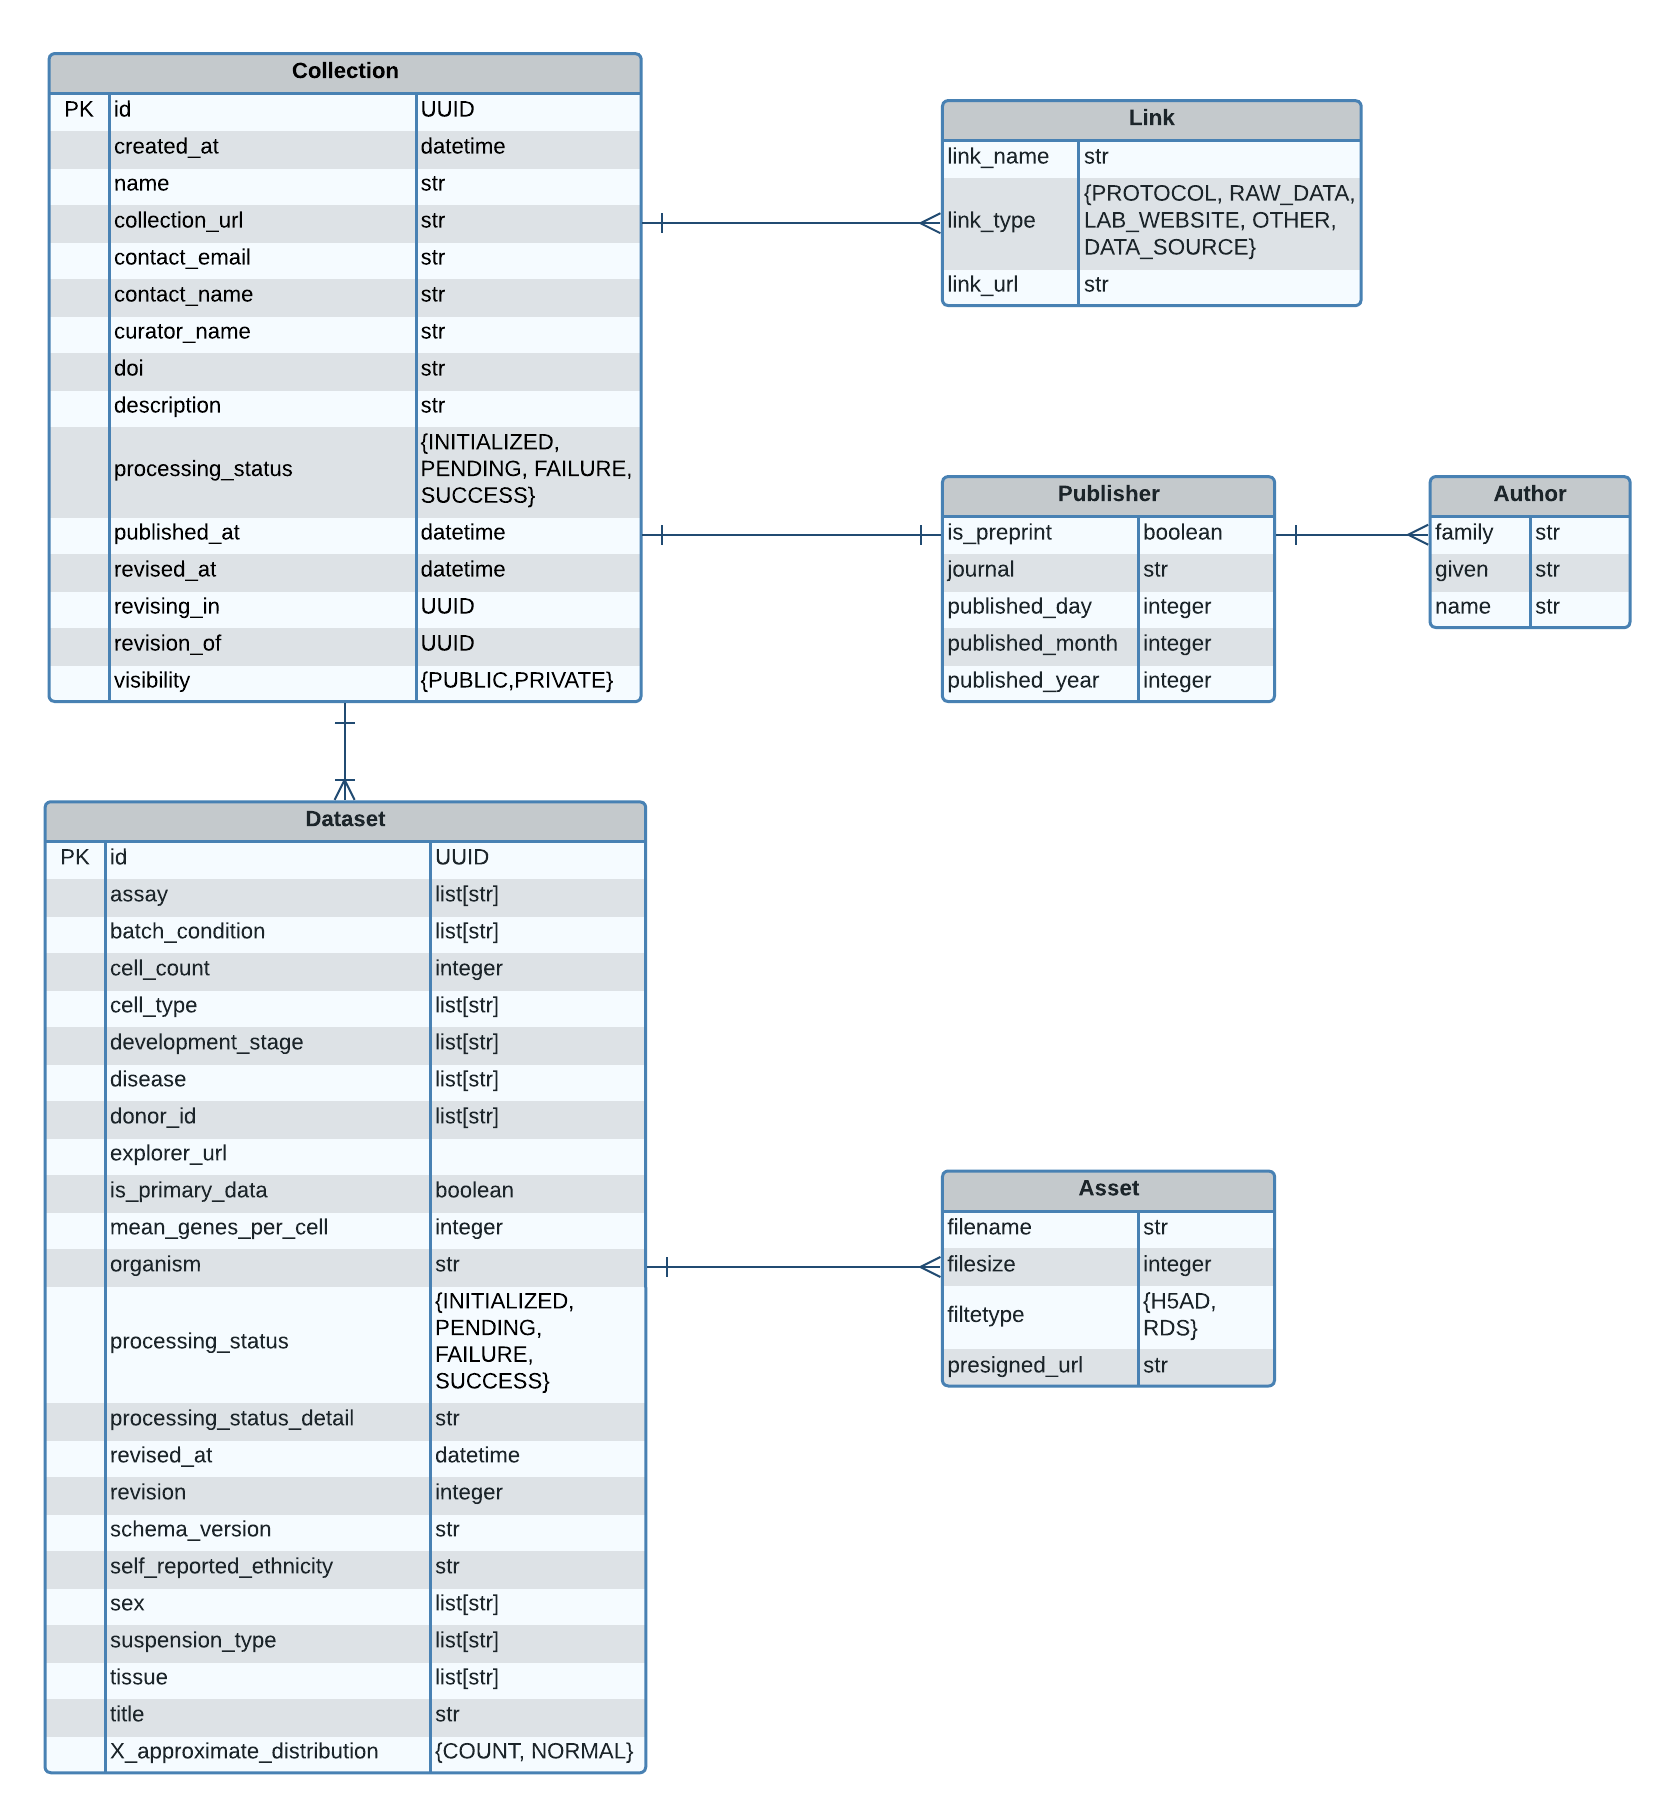 Collection
PK id UUID
created_at datetime
name str
collection_url str
contact_email str
contact_name str
curator_name str
doi str
description str
processing_status {INITIALIZED,
PENDING, FAILURE,
SUCCESS}
published_at datetime
revised_at datetime
revising_in UUID
revision_of UUID
visibility {PUBLIC,PRIVATE}
Link
link_name str
link_type {PROTOCOL, RAW_DATA,
LAB_WEBSITE, OTHER,
DATA_SOURCE}
link_url str
Publisher
is_preprint boolean
journal str
published_day integer
published_month integer
published_year integer
Author
family str
given str
name str
Dataset
PK id UUID
assay list[str]
batch_condition list[str]
cell_count integer
cell_type list[str]
development_stage list[str]
disease list[str]
donor_id list[str]
explorer_url
is_primary_data boolean
mean_genes_per_cell integer
organism str
processing_status {INITIALIZED,
PENDING,
FAILURE,
SUCCESS}
processing_status_detail str
revised_at datetime
revision integer
schema_version str
self_reported_ethnicity str
sex list[str]
suspension_type list[str]
tissue list[str]
title str
X_approximate_distribution {COUNT, NORMAL}
Asset
filename str
filesize integer
filtetype {H5AD,
RDS}
presigned_url str